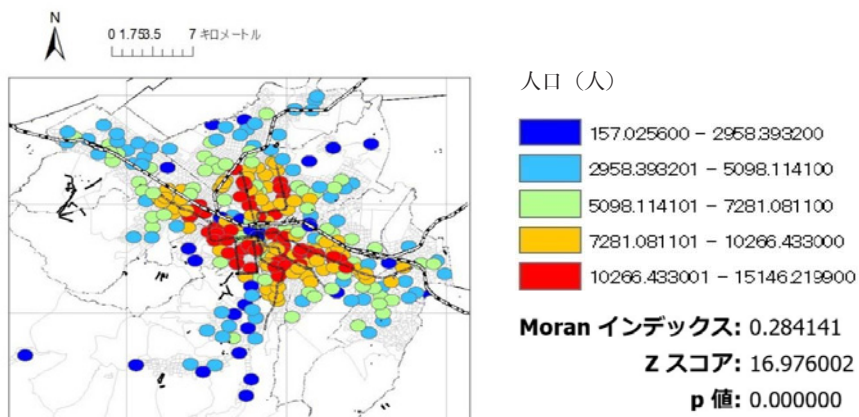 N
0 1.753.5 7 キロメートル
人口（人）
157.025600 - 2958.393200
2958.393201 - 5098.114100
5098.114101 - 7281.081100
7281.081101 - 10266.433000
10266.433001 - 15146.219900
Moran インデックス: 0.284141
Z スコア: 16.976002
p 値: 0.000000